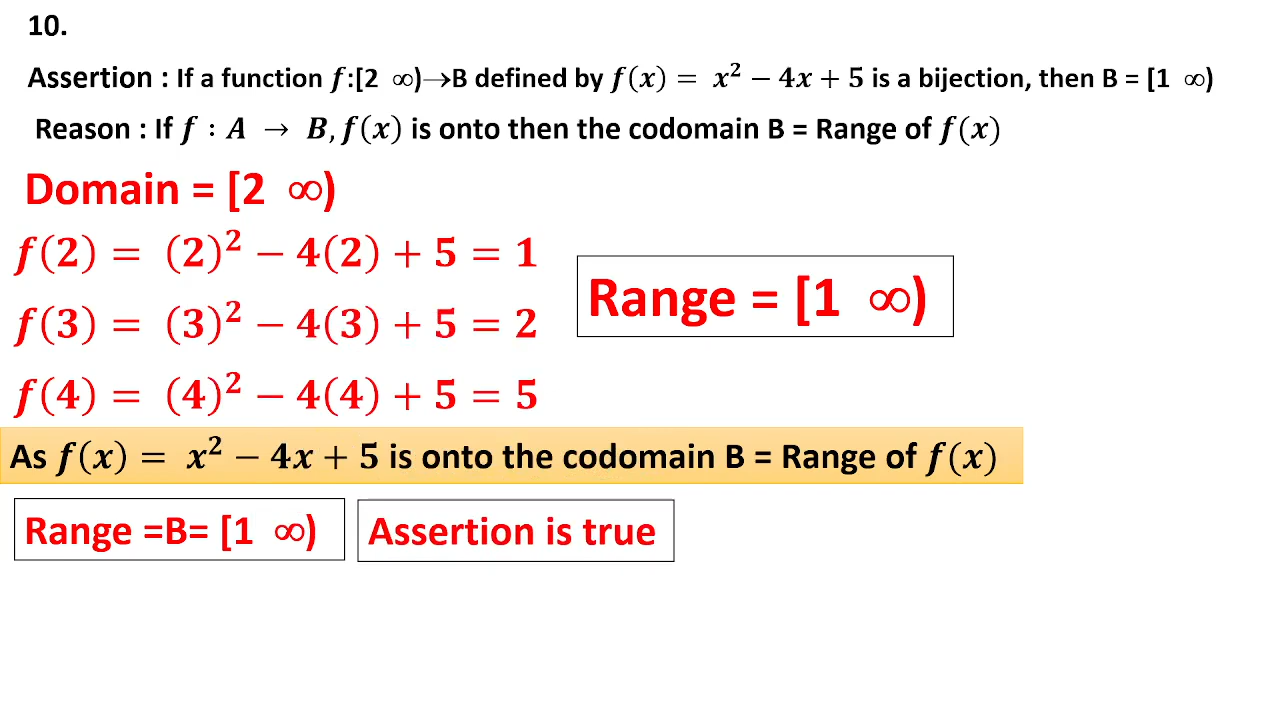 10.
Assertion : If a function 𝒇:[2 ∞)→B defined by 𝒇(𝒙) = 𝒙² − 𝟒𝒙 + 𝟓 is a bijection, then B = [1 ∞)
Reason : If 𝒇 : 𝑨 → 𝑩, 𝒇(𝒙) is onto then the codomain B = Range of 𝒇(𝒙)
Domain = [2 ∞)
𝒇(𝟐) = (𝟐)² − 𝟒(𝟐) + 𝟓 = 𝟏
𝒇(𝟑) = (𝟑)² − 𝟒(𝟑) + 𝟓 = 𝟐
Range = [1 ∞)
𝒇(𝟒) = (𝟒)² − 𝟒(𝟒) + 𝟓 = 𝟓
As 𝒇(𝒙) = 𝒙² − 𝟒𝒙 + 𝟓 is onto the codomain B = Range of 𝒇(𝒙)
Range =B= [1 ∞)
Assertion is true